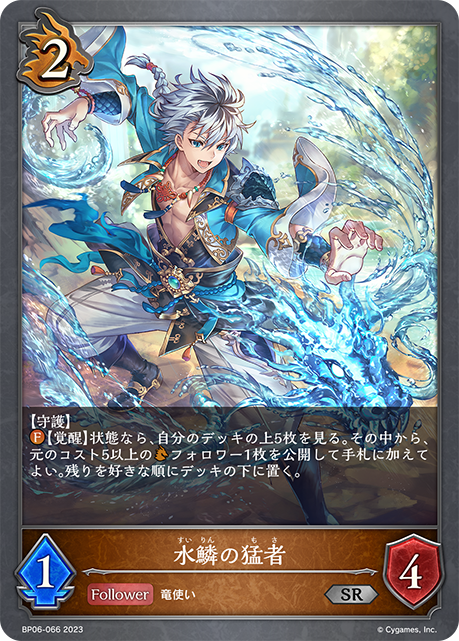 2
【守護】
F【覚醒】状態なら、自分のデッキの上5枚を見る。その中から、
元のコスト5以上のフォロワー1枚を公開して手札に加えて
よい。残りを好きな順にデッキの下に置く。
すいりん もさ
水鱗の猛者
1
Follower 竜使い
SR
4
BP06-066 2023
© Cygames, Inc.